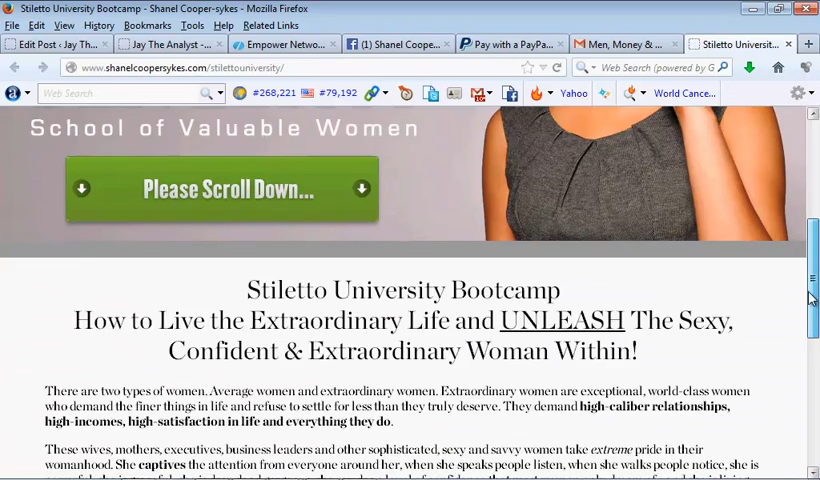 Stiletto University Bootcamp - Shanel Cooper-sykes - Mozilla Firefox
File Edit View History Bookmarks Tools Help Related Links
Edit Post ‹ Jay Th...
Jay The Analyst -...
Empower Netwo...
(1) Shanel Coope...
Pay with a PayPa...
Men, Money & ...
Stiletto Universit...
www.shanelcoopersykes.com/stilettouniversity/
Web Search (powered by G
Web Search
#268,221
#79,192
Yahoo
World Cance...
School of Valuable Women
Please Scroll Down...
Stiletto University Bootcamp
How to Live the Extraordinary Life and UNLEASH The Sexy,
Confident & Extraordinary Woman Within!
There are two types of women. Average women and extraordinary women. Extraordinary women are exceptional, world-class women
who demand the finer things in life and refuse to settle for less than they truly deserve. They demand high-caliber relationships,
high-incomes, high-satisfaction in life and everything they do.
These wives, mothers, executives, business leaders and other sophisticated, sexy and savvy women take extreme pride in their
womanhood. She captives the attention from everyone around her, when she speaks people listen, when she walks people notice, she is